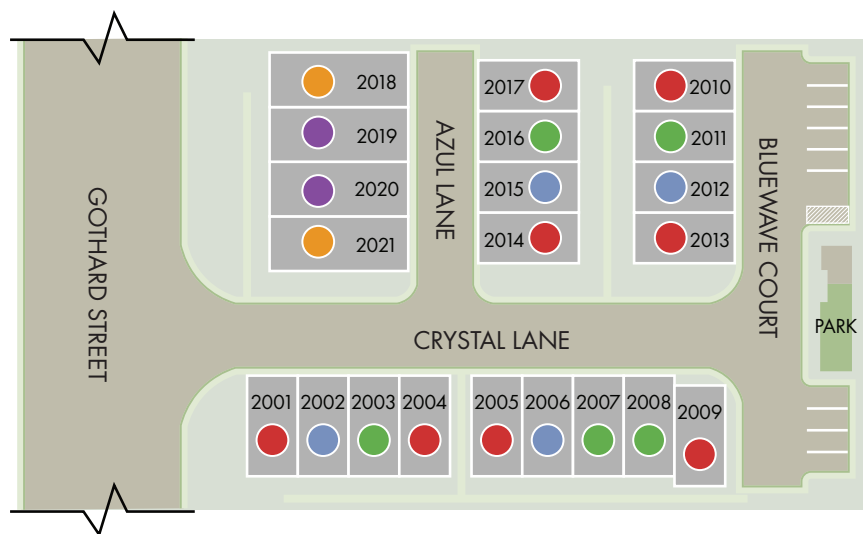 GOTHARD STREET
2018
2019
2020
2021
AZUL LANE
2017
2016
2015
2014
2010
2011
2012
2013
BLUEWAVE COURT
PARK
CRYSTAL LANE
2001 2002 2003 2004
2005 2006 2007 2008 2009